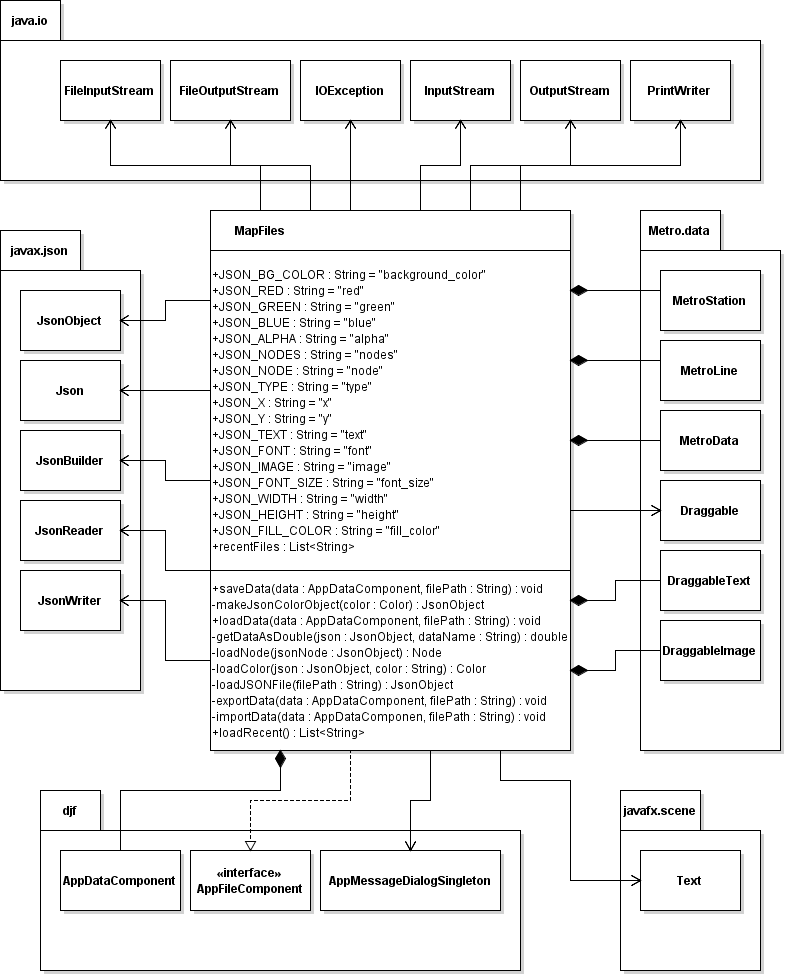 java.io
FileInputStream
FileOutputStream
IOException
InputStream
OutputStream
PrintWriter
javax.json
JsonObject
Json
JsonBuilder
JsonReader
JsonWriter
MapFiles
+JSON_BG_COLOR : String = "background_color"
+JSON_RED : String = "red"
+JSON_GREEN : String = "green"
+JSON_BLUE : String = "blue"
+JSON_ALPHA : String = "alpha"
+JSON_NODES : String = "nodes"
+JSON_NODE : String = "node"
+JSON_TYPE : String = "type"
+JSON_X : String = "x"
+JSON_Y : String = "y"
+JSON_TEXT : String = "text"
+JSON_FONT : String = "font"
+JSON_IMAGE : String = "image"
+JSON_FONT_SIZE : String = "font_size"
+JSON_WIDTH : String = "width"
+JSON_HEIGHT : String = "height"
+JSON_FILL_COLOR : String = "fill_color"
+recentFiles : List<String>
+saveData(data : AppDataComponent, filePath : String) : void
-makeJsonColorObject(color : Color) : JsonObject
+loadData(data : AppDataComponent, filePath : String) : void
-getDataAsDouble(json : JsonObject, dataName : String) : double
-loadNode(jsonNode : JsonObject) : Node
-loadColor(json : JsonObject, color : String) : Color
-loadJSONFile(filePath : String) : JsonObject
-exportData(data : AppDataComponent, filePath : String) : void
-importData(data : AppDataComponen, filePath : String) : void
+loadRecent() : List<String>
Metro.data
MetroStation
MetroLine
MetroData
Draggable
DraggableText
DraggableImage
djf
AppDataComponent
«interface»
AppFileComponent
AppMessageDialogSingleton
javafx.scene
Text